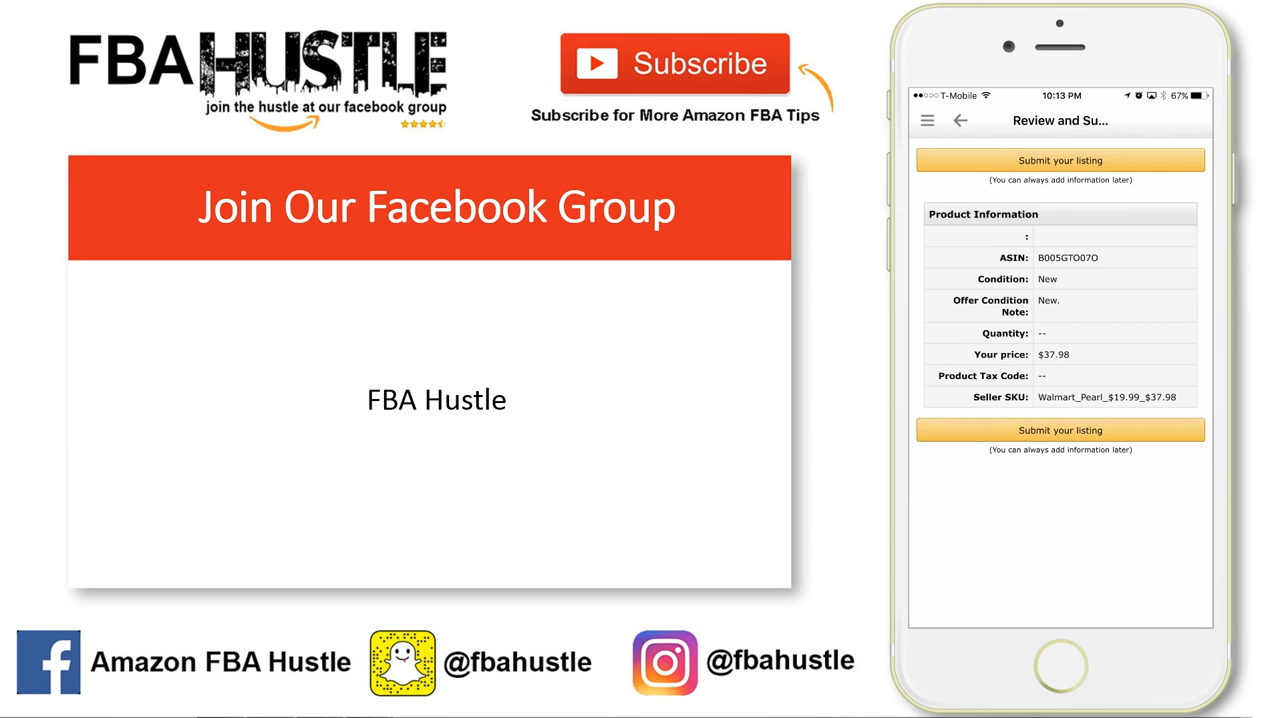 FBA HUSTLE
join the hustle at our facebook group
Subscribe
Subscribe for More Amazon FBA Tips
Join Our Facebook Group
FBA Hustle
Amazon FBA Hustle
@fbahustle
@fbahustle
T-Mobile 10:13 PM 67%
Review and Su...
Submit your listing
(You can always add information later)
Product Information
:
ASIN: B005GTO07O
Condition: New
Offer Condition
Note: New.
Quantity: --
Your price: $37.98
Product Tax Code: --
Seller SKU: Walmart_Pearl_$19.99_$37.98
Submit your listing
(You can always add information later)